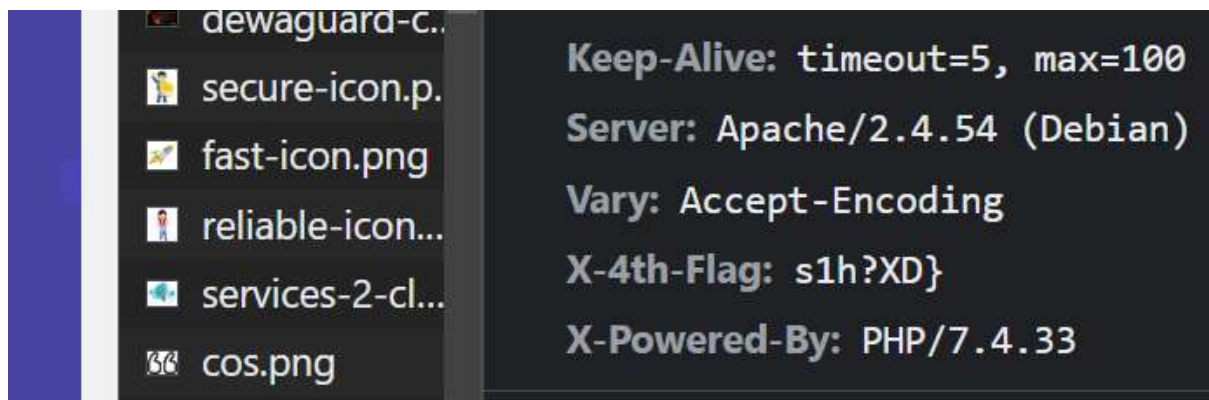 dewaguard-c..
secure-icon.p.
fast-icon.png
reliable-icon...
services-2-cl...
cos.png
Keep-Alive: timeout=5, max=100
Server: Apache/2.4.54 (Debian)
Vary: Accept-Encoding
X-4th-Flag: s1h?XD}
X-Powered-By: PHP/7.4.33